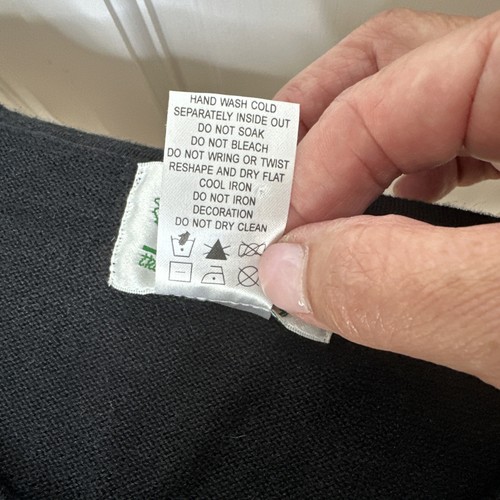 HAND WASH COLD
SEPARATELY INSIDE OUT
DO NOT SOAK
DO NOT BLEACH
DO NOT WRING OR TWIST
RESHAPE AND DRY FLAT
COOL IRON
DO NOT IRON
DECORATION
DO NOT DRY CLEAN